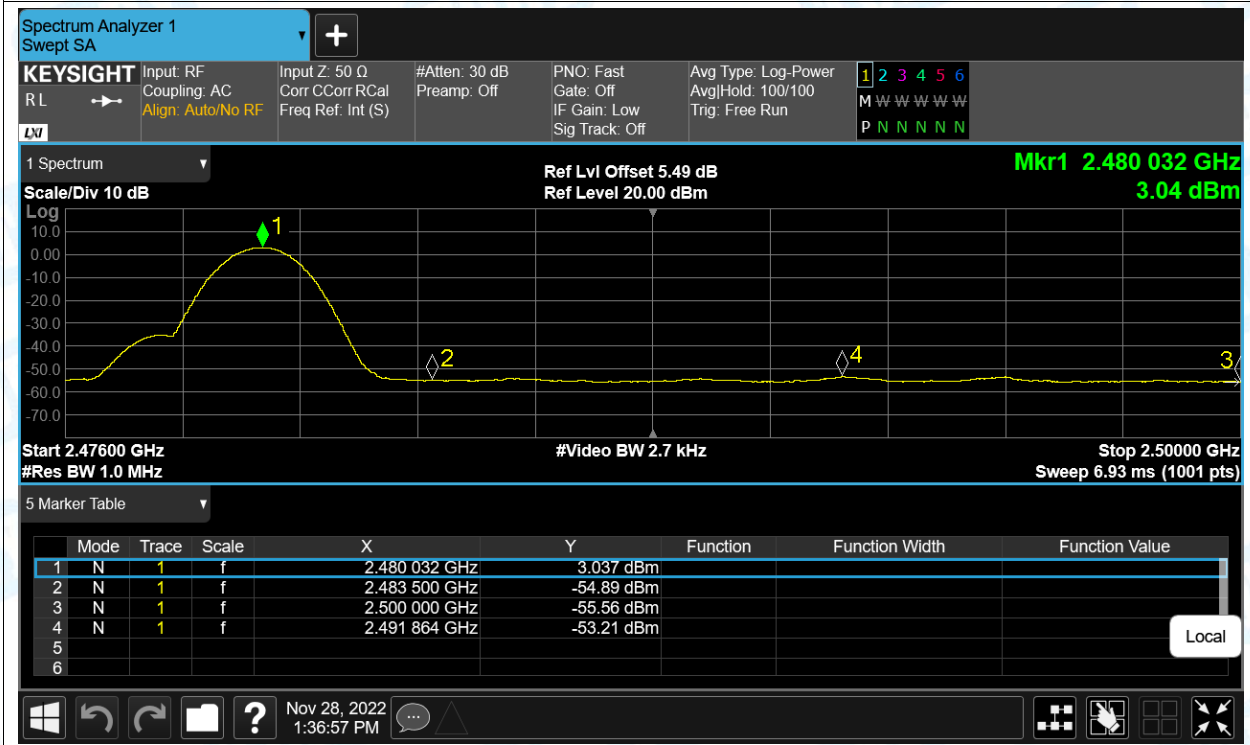 Spectrum Analyzer 1
Swept SA
KEYSIGHT
R L
LXI
Input: RF
Coupling: AC
Align: Auto/No RF
Input Z: 50 Ω
Corr CCorr RCal
Freq Ref: Int (S)
#Atten: 30 dB
Preamp: Off
PNO: Fast
Gate: Off
IF Gain: Low
Sig Track: Off
Avg Type: Log-Power
Avg|Hold: 100/100
Trig: Free Run
1 2 3 4 5 6
M W W W W W
P N N N N N
1 Spectrum
Scale/Div 10 dB
Ref Lvl Offset 5.49 dB
Ref Level 20.00 dBm
Mkr1 2.480 032 GHz
3.04 dBm
Log
10.0
0.00
-10.0
-20.0
-30.0
-40.0
-50.0
-60.0
-70.0
1
2
4
3
Start 2.47600 GHz
#Res BW 1.0 MHz
#Video BW 2.7 kHz
Stop 2.50000 GHz
Sweep 6.93 ms (1001 pts)
5 Marker Table
Mode Trace Scale X Y Function Function Width Function Value
1 N 1 f 2.480 032 GHz 3.037 dBm
2 N 1 f 2.483 500 GHz -54.89 dBm
3 N 1 f 2.500 000 GHz -55.56 dBm
4 N 1 f 2.491 864 GHz -53.21 dBm
5
6
Local
?
Nov 28, 2022
1:36:57 PM